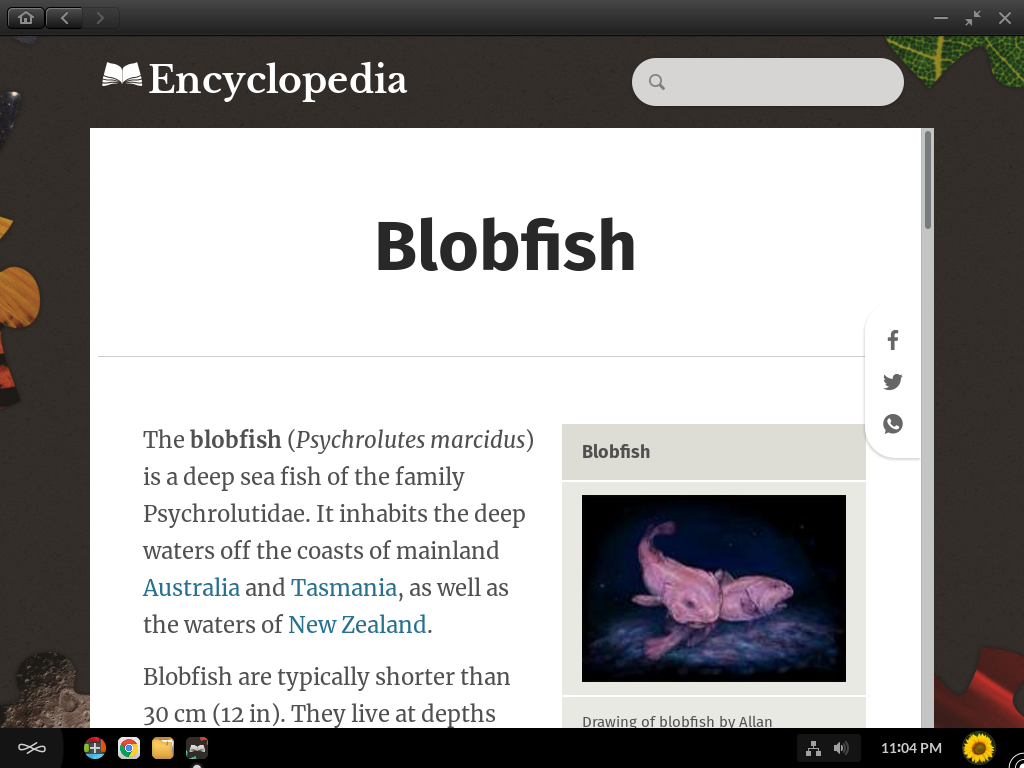 Encyclopedia
Blobfish
The blobfish (Psychrolutes marcidus)
is a deep sea fish of the family
Psychrolutidae. It inhabits the deep
waters off the coasts of mainland
Australia and Tasmania, as well as
the waters of New Zealand.
Blobfish are typically shorter than
30 cm (12 in). They live at depths
Blobfish
Drawing of blobfish by Allan
11:04 PM